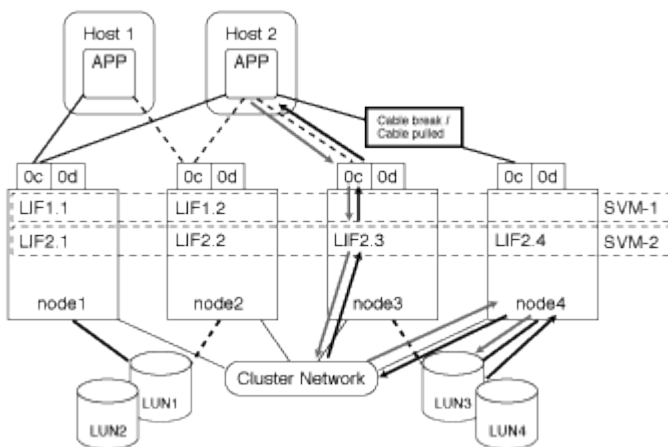 Host 1
Host 2
APP
APP
Cable break /
Cable pulled
0c 0d
0c 0d
0c 0d
0c 0d
LIF1.1
LIF1.2
SVM-1
LIF2.1
LIF2.2
LIF2.3
LIF2.4
SVM-2
node1
node2
node3
node4
Cluster Network
LUN1
LUN3
LUN2
LUN4